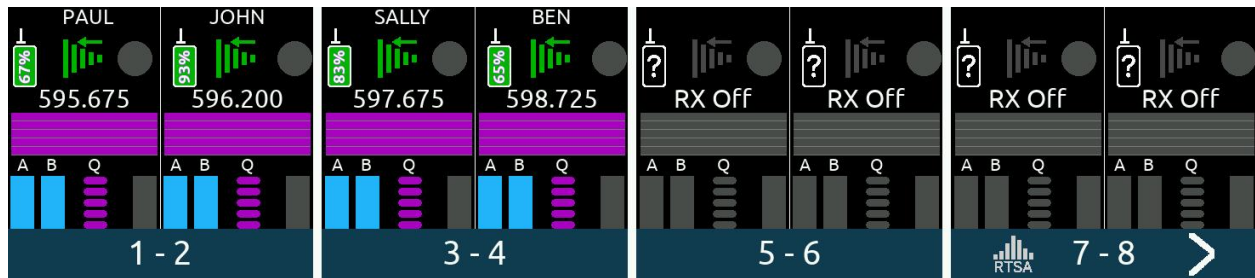 PAUL JOHN SALLY BEN
67% 93% 83% 65% ? ? ? ?
595.675 596.200 597.675 598.725 RX Off RX Off RX Off RX Off
A B Q A B Q A B Q A B Q A B Q A B Q A B Q A B Q
1 - 2 3 - 4 5 - 6 RTSA 7 - 8